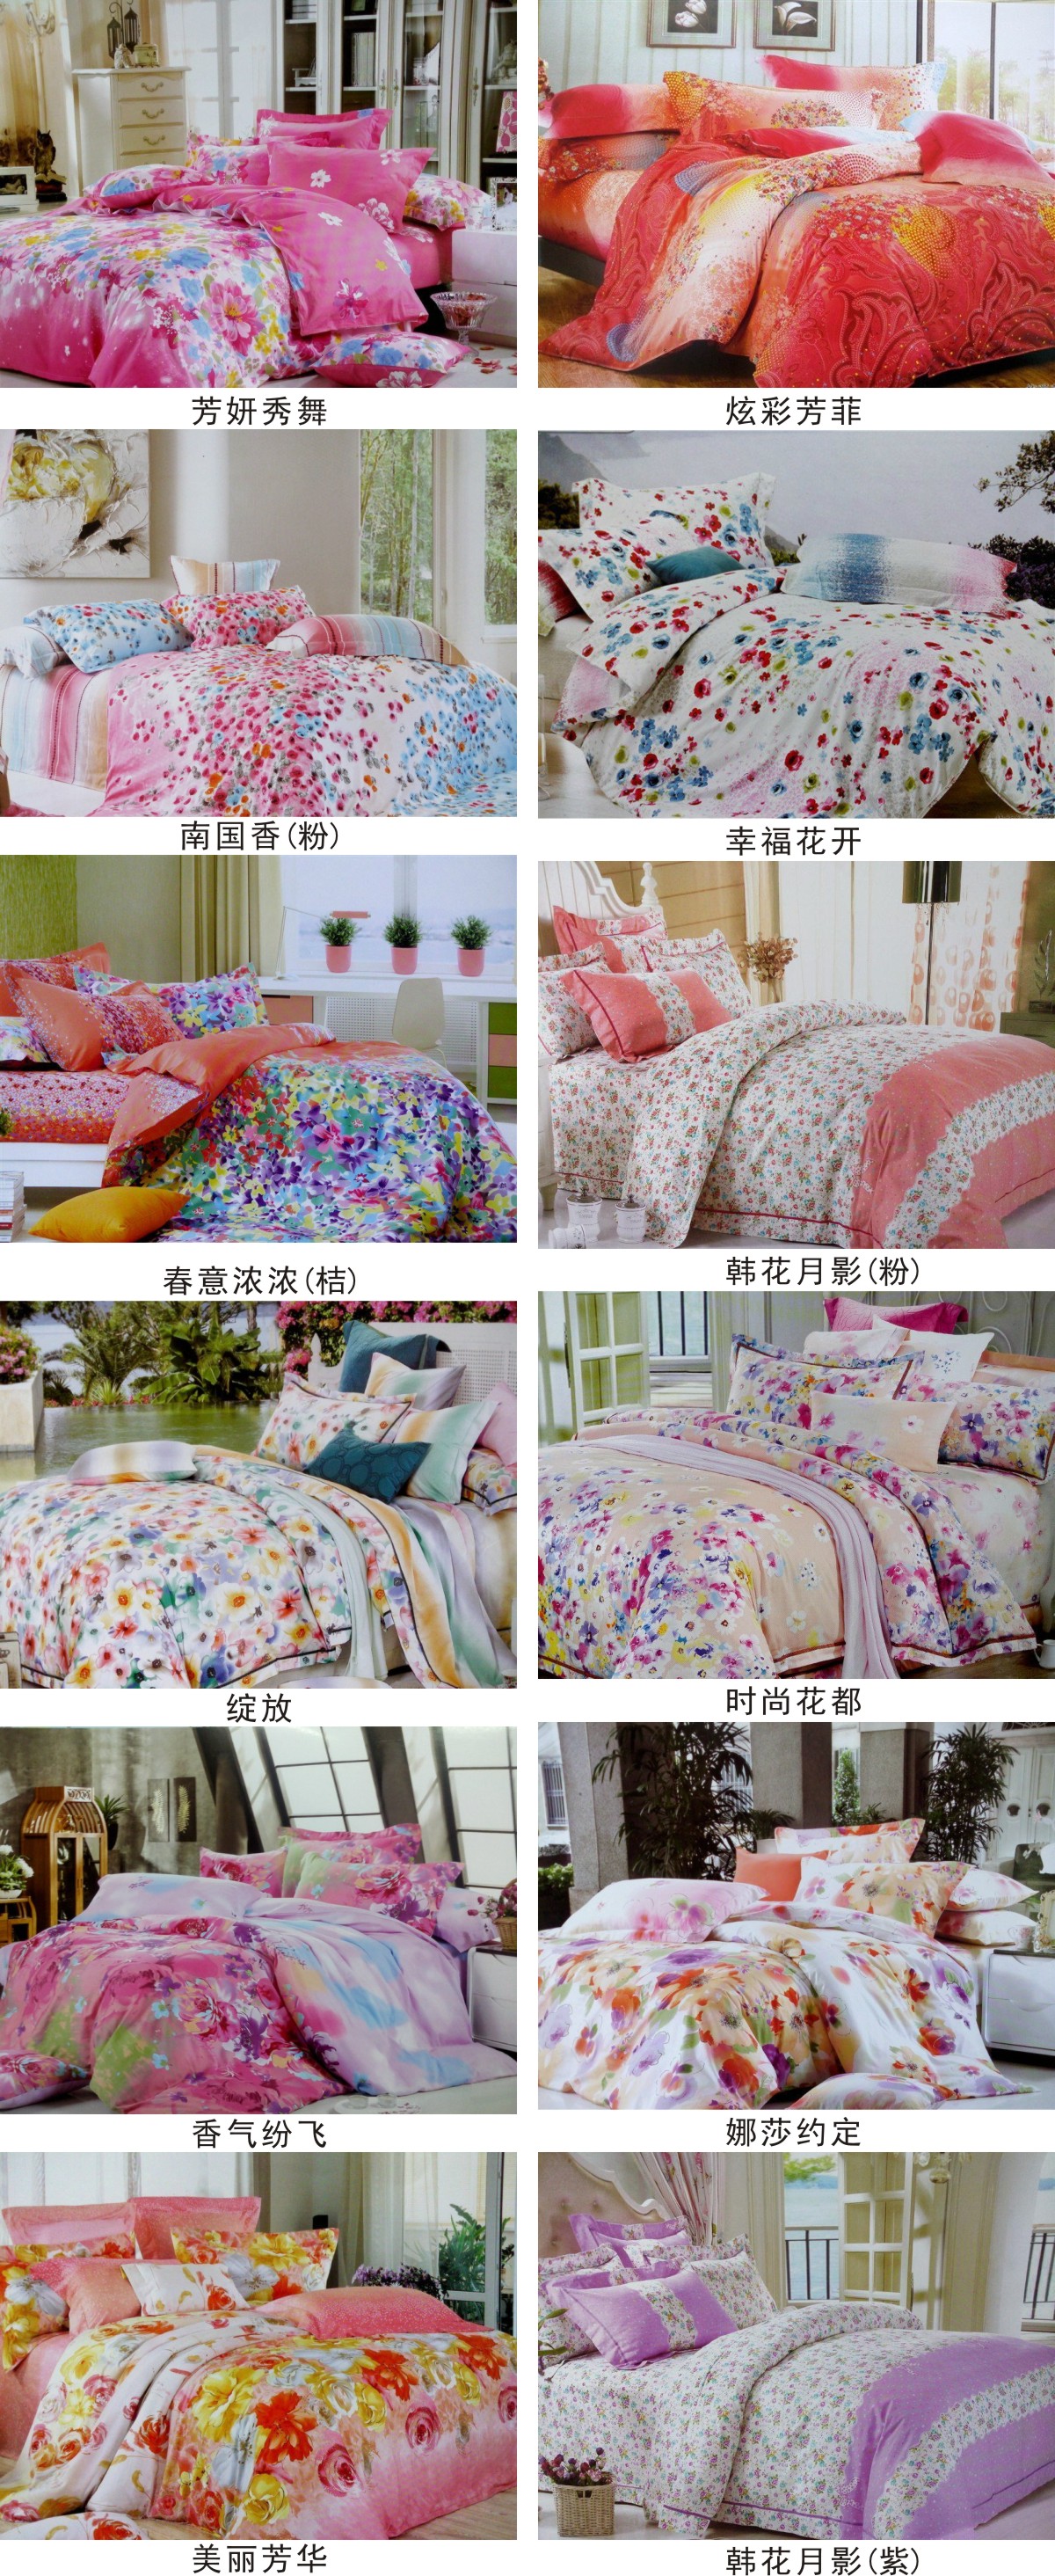 芳妍秀舞
炫彩芳菲
南国香(粉)
幸福花开
春意浓浓(桔)
韩花月影(粉)
绽放
时尚花都
香气纷飞
娜莎约定
美丽芳华
韩花月影(紫)